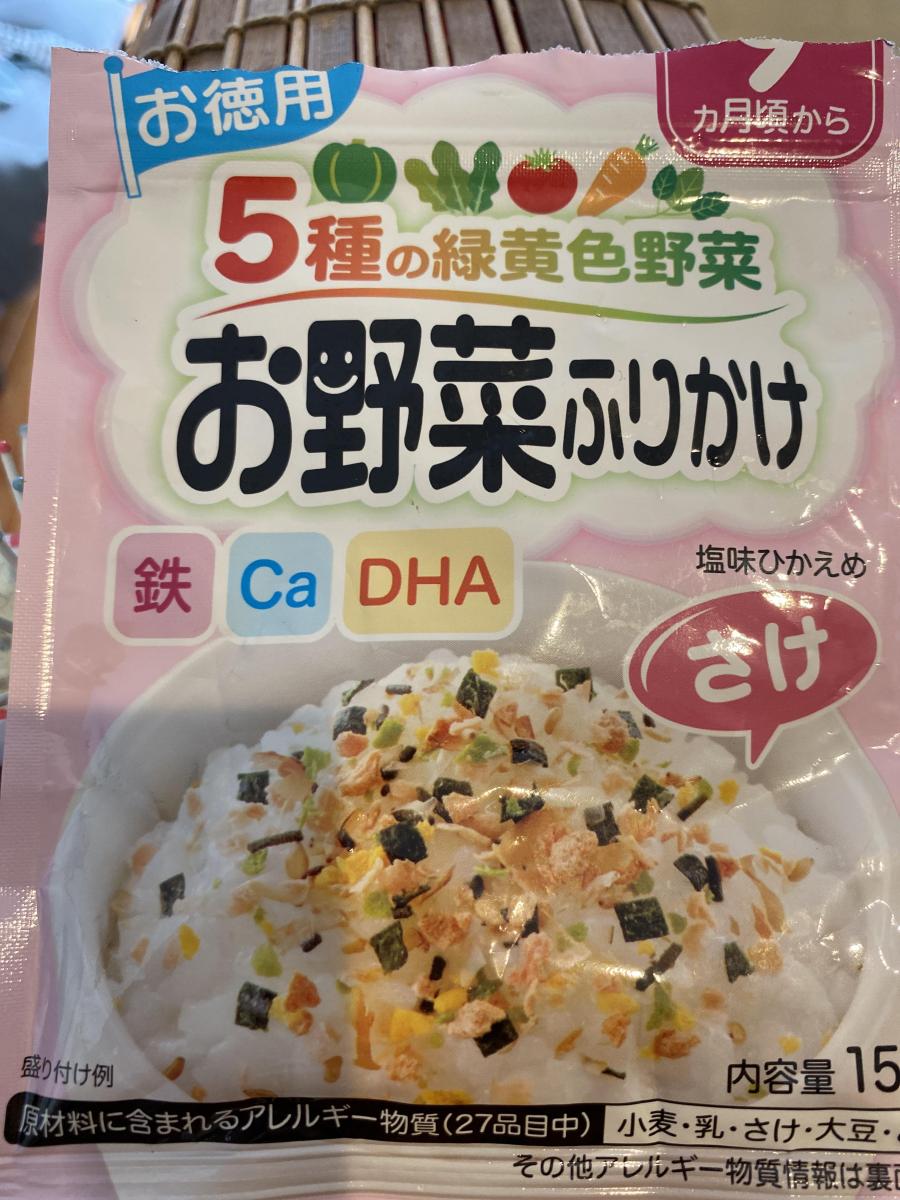 お徳用
カ月頃から
5種の緑黄色野菜
お野菜ふりかけ
鉄 Ca DHA
塩味ひかえめ
さけ
盛り付け例
内容量 15
原材料に含まれるアレルギー物質(27品目中) 小麦・乳・さけ・大豆・
その他アレルギー物質情報は裏